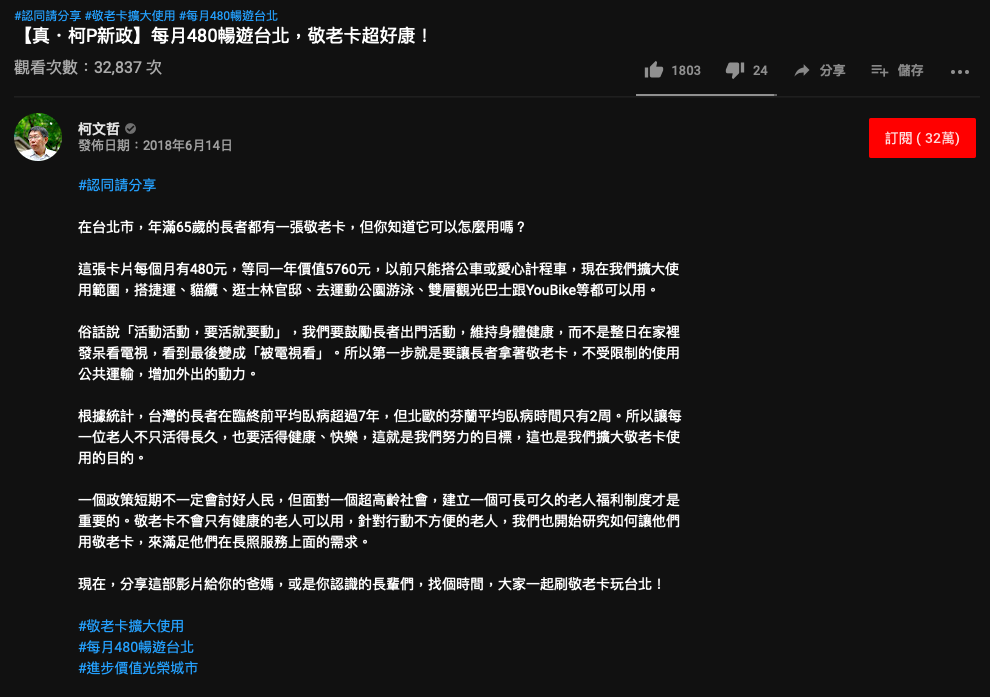 #認同請分享 #敬老卡擴大使用 #每月480暢遊台北
【真．柯P新政】每月480暢遊台北，敬老卡超好康！
觀看次數：32,837 次
1803
24
分享
儲存
柯文哲
發佈日期：2018年6月14日
訂閱 ( 32萬)
#認同請分享
在台北市，年滿65歲的長者都有一張敬老卡，但你知道它可以怎麼用嗎？
這張卡片每個月有480元，等同一年價值5760元，以前只能搭公車或愛心計程車，現在我們擴大使
用範圍，搭捷運、貓纜、逛士林官邸、去運動公園游泳、雙層觀光巴士跟YouBike等都可以用。
俗話說「活動活動，要活就要動」，我們要鼓勵長者出門活動，維持身體健康，而不是整日在家裡
發呆看電視，看到最後變成「被電視看」。所以第一步就是要讓長者拿著敬老卡，不受限制的使用
公共運輸，增加外出的動力。
根據統計，台灣的長者在臨終前平均臥病超過7年，但北歐的芬蘭平均臥病時間只有2周。所以讓每
一位老人不只活得長久，也要活得健康、快樂，這就是我們努力的目標，這也是我們擴大敬老卡使
用的目的。
一個政策短期不一定會討好人民，但面對一個超高齡社會，建立一個可長可久的老人福利制度才是
重要的。敬老卡不會只有健康的老人可以用，針對行動不方便的老人，我們也開始研究如何讓他們
用敬老卡，來滿足他們在長照服務上面的需求。
現在，分享這部影片給你的爸媽，或是你認識的長輩們，找個時間，大家一起刷敬老卡玩台北！
#敬老卡擴大使用
#每月480暢遊台北
#進步價值光榮城市